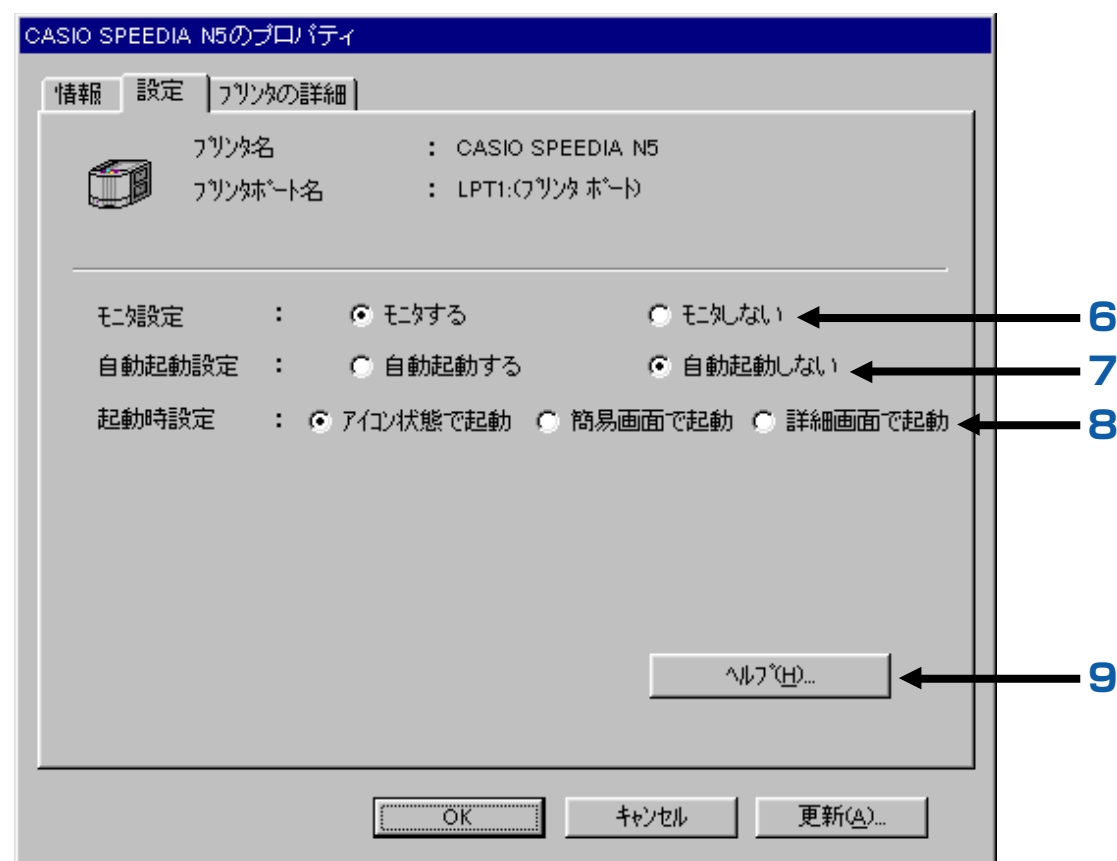 CASIO SPEEDIA N5のプロパティ
情報 設定 プリンタの詳細
プリンタ名 : CASIO SPEEDIA N5
プリンタポート名 : LPT1:(プリンタ ポート)
モニタ設定 : モニタする モニタしない 6
自動起動設定 : 自動起動する 自動起動しない 7
起動時設定 : アイコン状態で起動 簡易画面で起動 詳細画面で起動 8
ヘルプ(H)... 9
OK キャンセル 更新(A)...